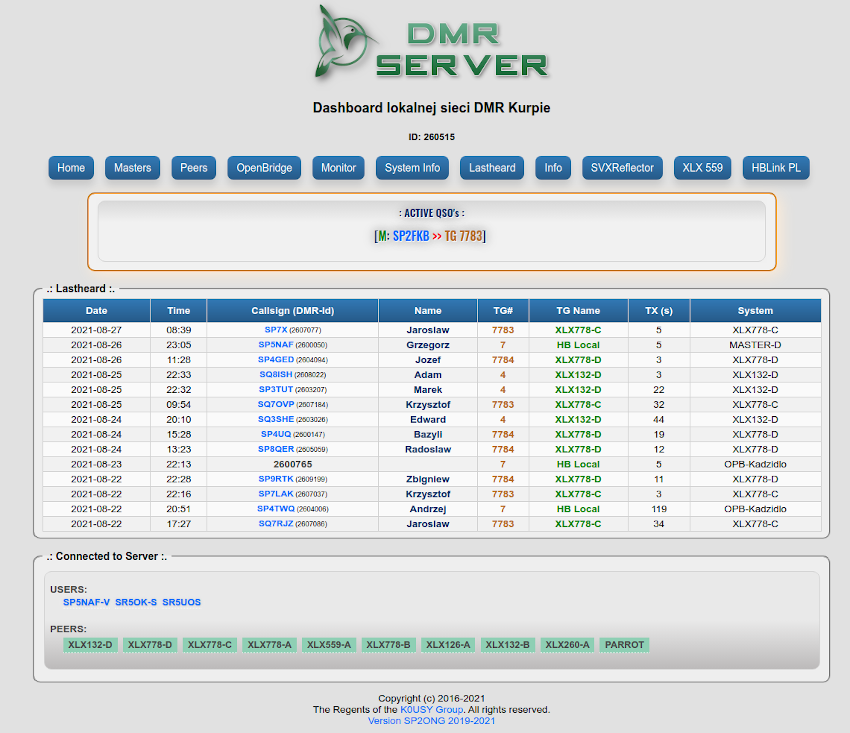 DMR
SERVER
Dashboard lokalnej sieci DMR Kurpie
ID: 260515
Home Masters Peers OpenBridge Monitor System Info Lastheard Info SVXReflector XLX 559 HBLink PL
: ACTIVE QSO's :
[M: SP2FKB >> TG 7783]
.: Lastheard :.
Date Time Callsign (DMR-Id) Name TG# TG Name TX (s) System
2021-08-27 08:39 SP7X (2607077) Jaroslaw 7783 XLX778-C 5 XLX778-C
2021-08-26 23:05 SP5NAF (2600050) Grzegorz 7 HB Local 5 MASTER-D
2021-08-26 11:28 SP4GED (2604094) Jozef 7784 XLX778-D 3 XLX778-D
2021-08-25 22:33 SQ8ISH (2608022) Adam 4 XLX132-D 3 XLX132-D
2021-08-25 22:32 SP3TUT (2603207) Marek 4 XLX132-D 22 XLX132-D
2021-08-25 09:54 SQ7OVP (2607184) Krzysztof 7783 XLX778-C 32 XLX778-C
2021-08-24 20:10 SQ3SHE (2603026) Edward 4 XLX132-D 44 XLX132-D
2021-08-24 15:28 SP4UQ (2600147) Bazyli 7784 XLX778-D 19 XLX778-D
2021-08-24 13:23 SP8QER (2605059) Radoslaw 7784 XLX778-D 12 XLX778-D
2021-08-23 22:13 2600765 7 HB Local 5 OPB-Kadzidlo
2021-08-22 22:28 SP9RTK (2609199) Zbigniew 7784 XLX778-D 11 XLX778-D
2021-08-22 22:16 SP7LAK (2607037) Krzysztof 7783 XLX778-C 3 XLX778-C
2021-08-22 20:51 SP4TWQ (2604006) Andrzej 7 HB Local 119 OPB-Kadzidlo
2021-08-22 17:27 SQ7RJZ (2607086) Jaroslaw 7783 XLX778-C 34 XLX778-C
.: Connected to Server :.
USERS:
SP5NAF-V SR5OK-S SR5UOS
PEERS:
XLX132-D XLX778-D XLX778-C XLX778-A XLX559-A XLX778-B XLX126-A XLX132-B XLX260-A PARROT
Copyright (c) 2016-2021
The Regents of the K0USY Group. All rights reserved.
Version SP2ONG 2019-2021